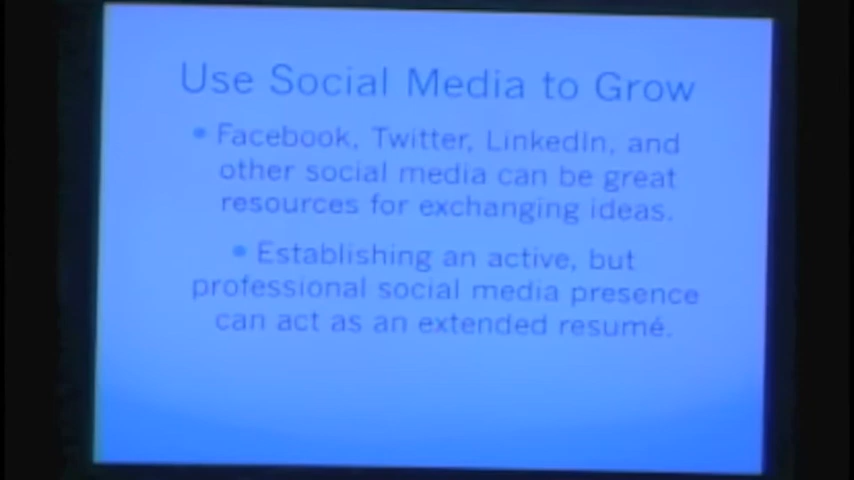 Use Social Media to Grow
• Facebook, Twitter, LinkedIn, and
other social media can be great
resources for exchanging ideas.
• Establishing an active, but
professional social media presence
can act as an extended resumé.